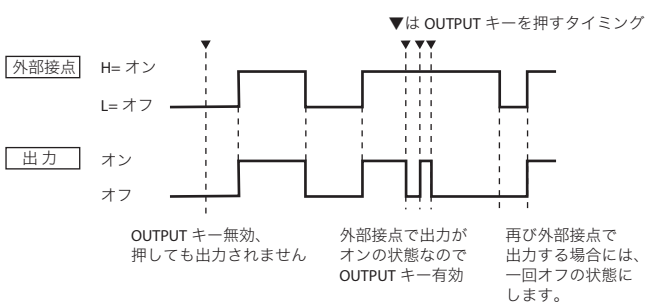 ▼は OUTPUT キーを押すタイミング
外部接点
H= オン
L= オフ
出力
オン
オフ
OUTPUT キー無効、
押しても出力されません
外部接点で出力が
オンの状態なので
OUTPUT キー有効
再び外部接点で
出力する場合には、
一回オフの状態に
します。